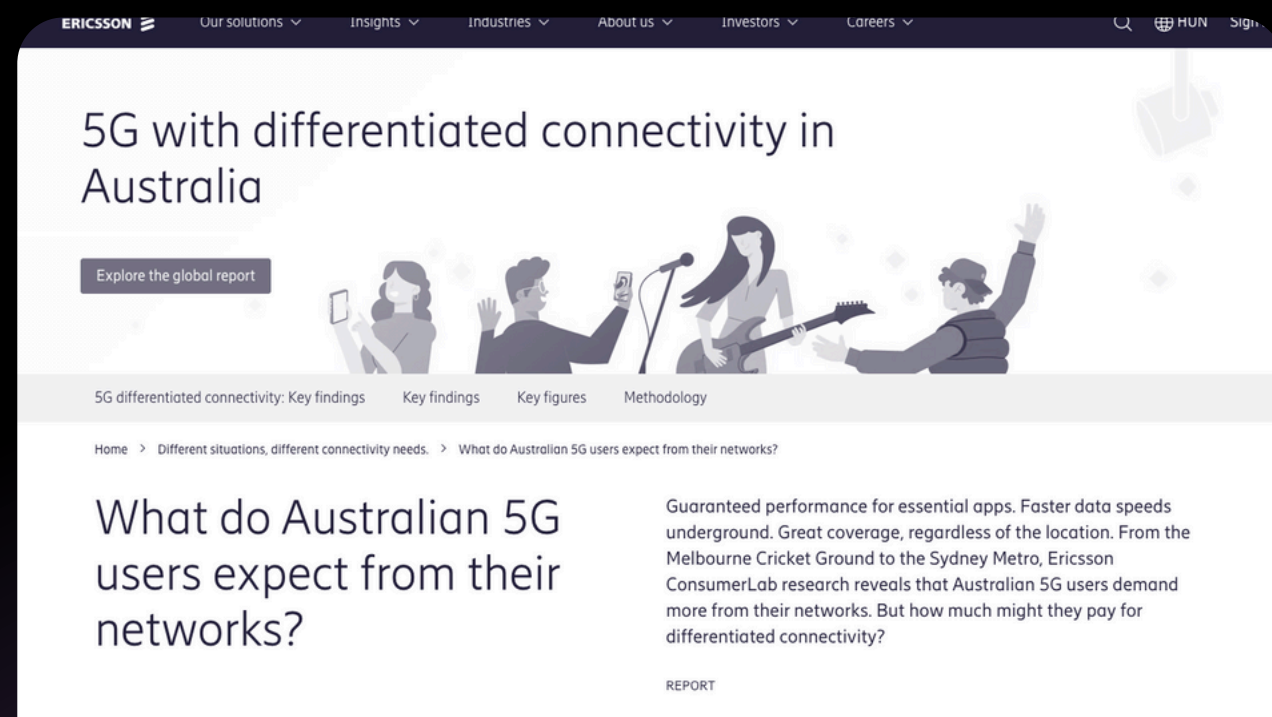 ERICSSON
Our solutions
Insights
Industries
About us
Investors
Careers
HUN
5G with differentiated connectivity in
Australia
Explore the global report
5G differentiated connectivity: Key findings
Key findings
Key figures
Methodology
Home > Different situations, different connectivity needs. > What do Australian 5G users expect from their networks?
What do Australian 5G
users expect from their
networks?
Guaranteed performance for essential apps. Faster data speeds
underground. Great coverage, regardless of the location. From the
Melbourne Cricket Ground to the Sydney Metro, Ericsson
ConsumerLab research reveals that Australian 5G users demand
more from their networks. But how much might they pay for
differentiated connectivity?
REPORT